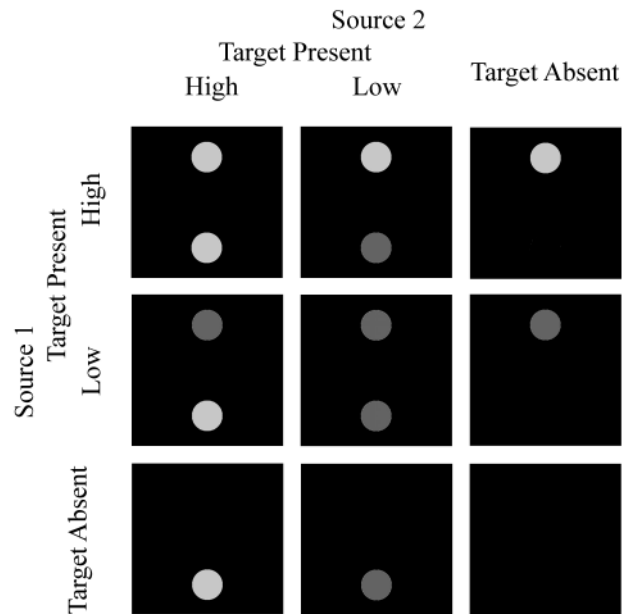 Source 2
Target Present
High
Low
Target Absent
Source 1
Target Present
High
Low
Target Absent